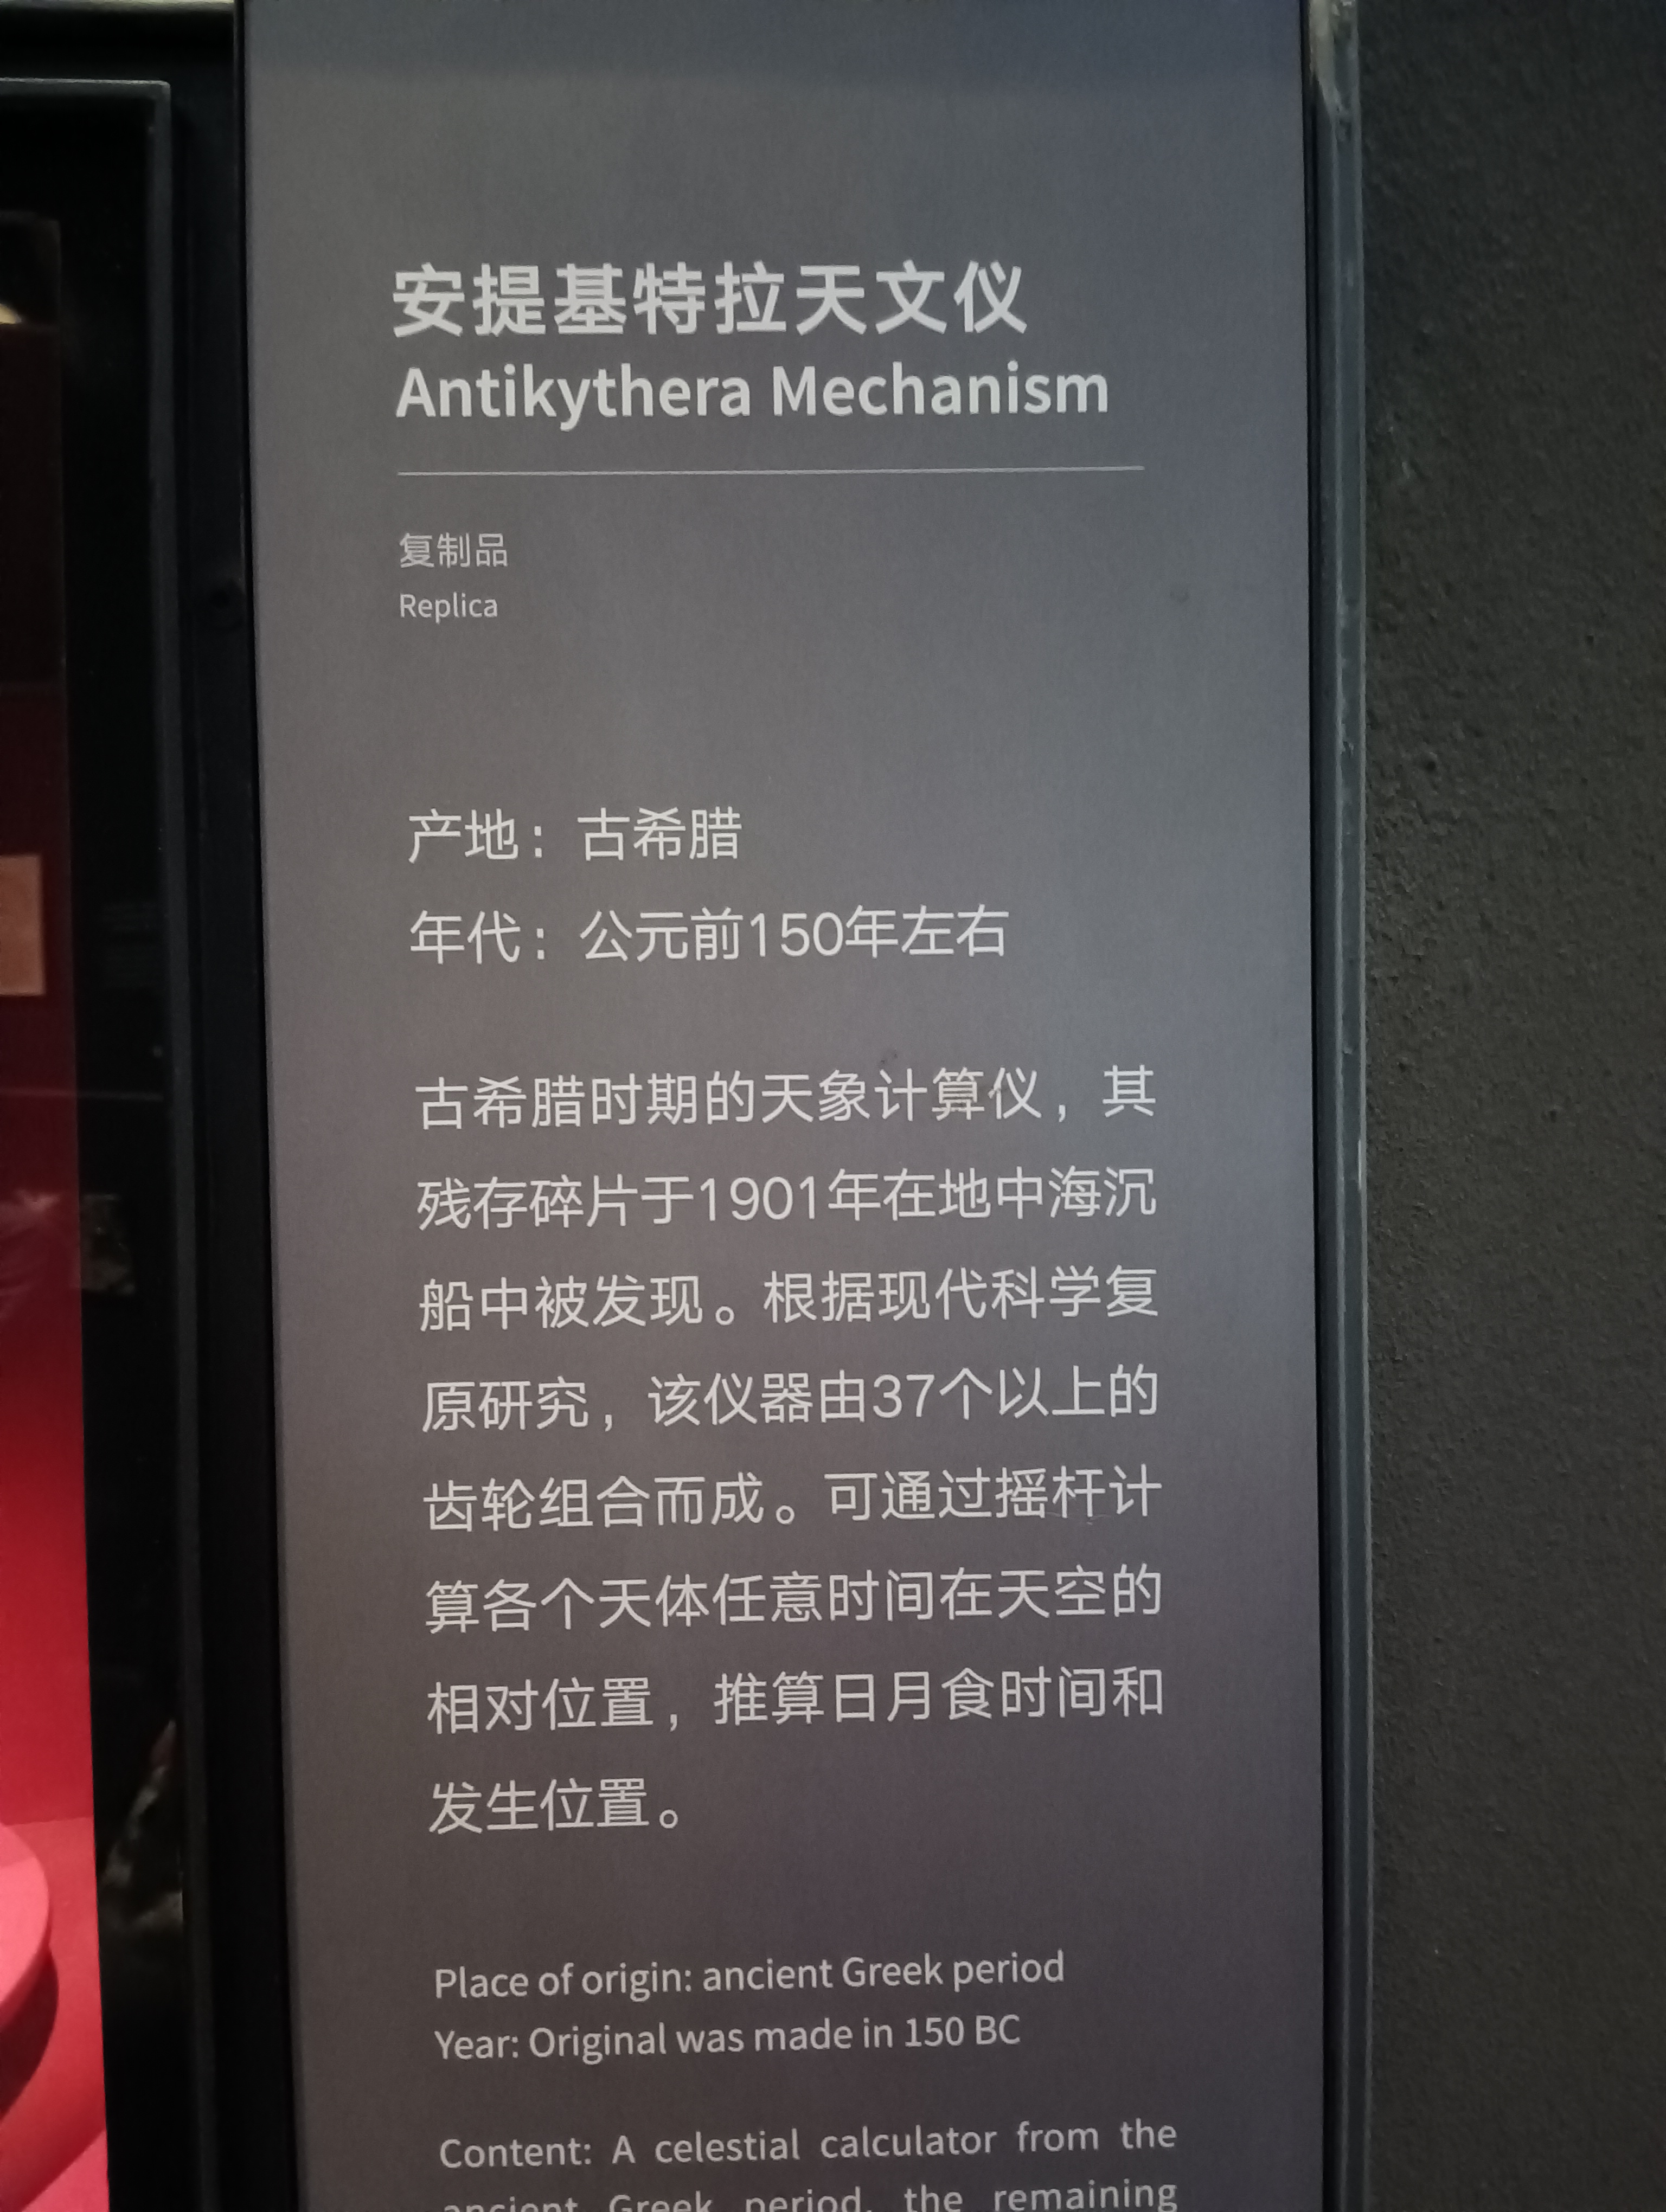 安提基特拉天文仪
Antikythera Mechanism
复制品
Replica
产地：古希腊
年代：公元前150年左右
古希腊时期的天象计算仪，其
残存碎片于1901年在地中海沉
船中被发现。根据现代科学复
原研究，该仪器由37个以上的
齿轮组合而成。可通过摇杆计
算各个天体任意时间在天空的
相对位置，推算日月食时间和
发生位置。
Place of origin: ancient Greek period
Year: Original was made in 150 BC
Content: A celestial calculator from the
ancient Greek period, the remaining